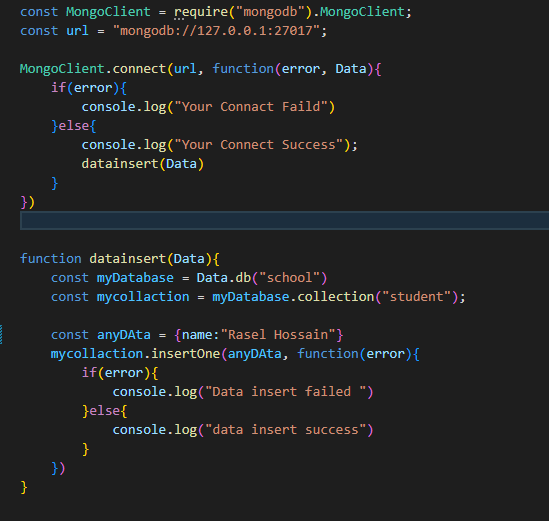 const MongoClient = require("mongodb").MongoClient;
const url = "mongodb://127.0.0.1:27017";
MongoClient.connect(url, function(error, Data){
    if(error){
        console.log("Your Connact Faild")
    }else{
        console.log("Your Connect Success");
        datainsert(Data)
    }
})
function datainsert(Data){
    const myDatabase = Data.db("school")
    const mycollaction = myDatabase.collection("student");
    const anyDAta = {name:"Rasel Hossain"}
    mycollaction.insertOne(anyDAta, function(error){
        if(error){
            console.log("Data insert failed ")
        }else{
            console.log("data insert success")
        }
    })
}